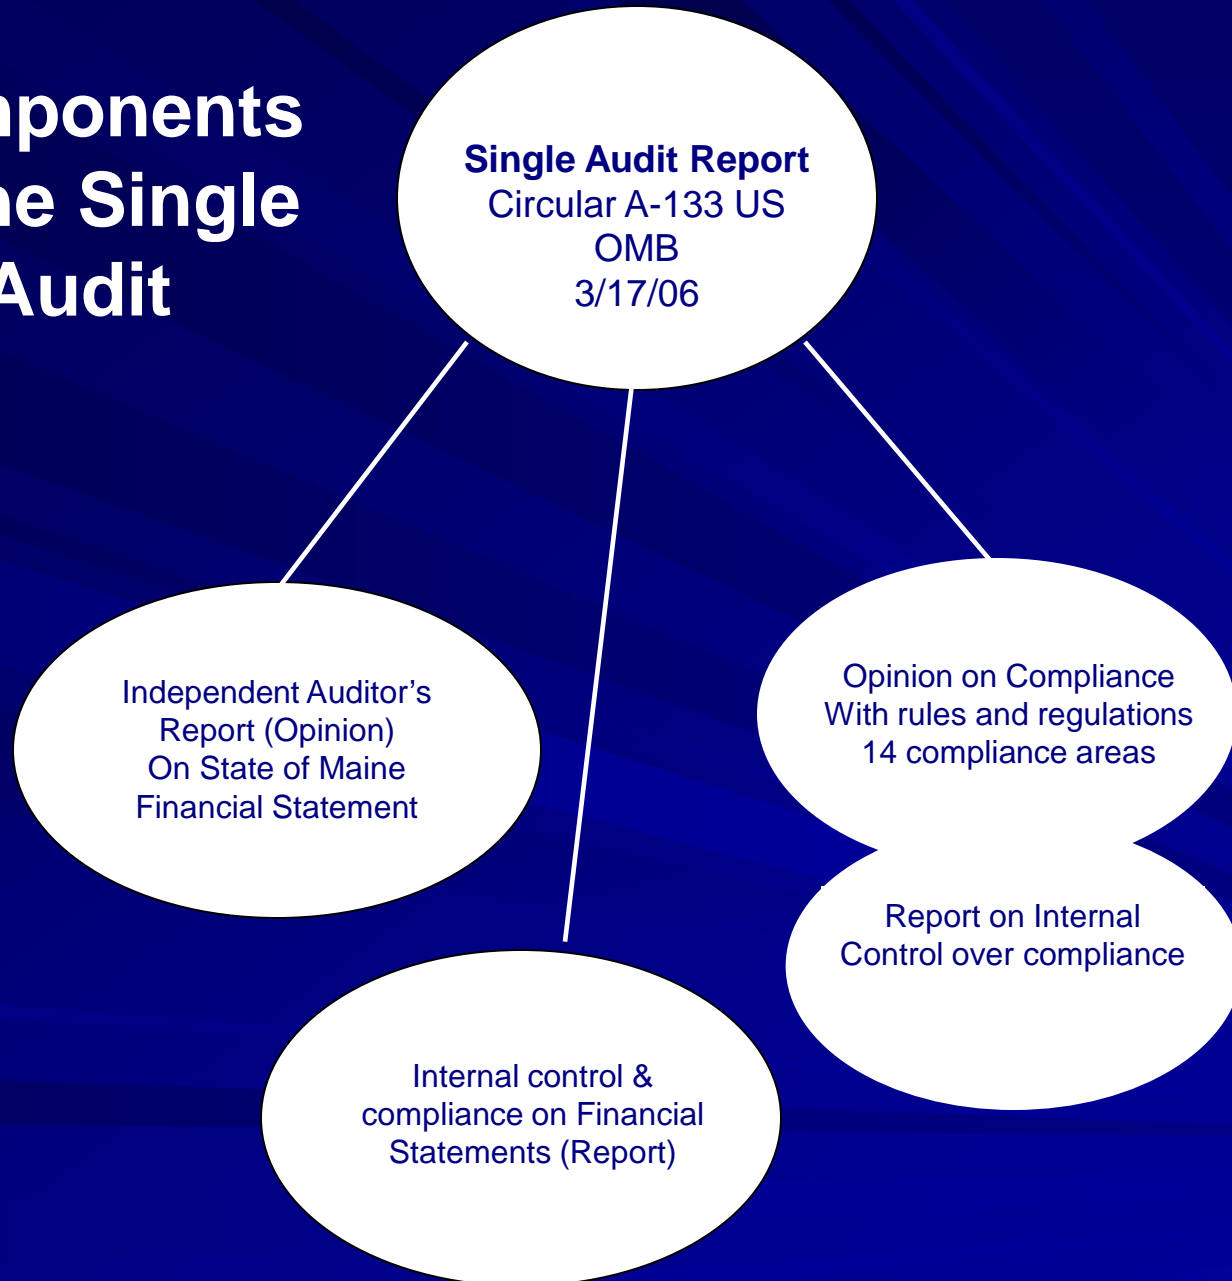 mponents
ne Single
Audit
Single Audit Report
Circular A-133 US
OMB
3/17/06
Independent Auditor’s
Report (Opinion)
On State of Maine
Financial Statement
Opinion on Compliance
With rules and regulations
14 compliance areas
Report on Internal
Control over compliance
Internal control &
compliance on Financial
Statements (Report)